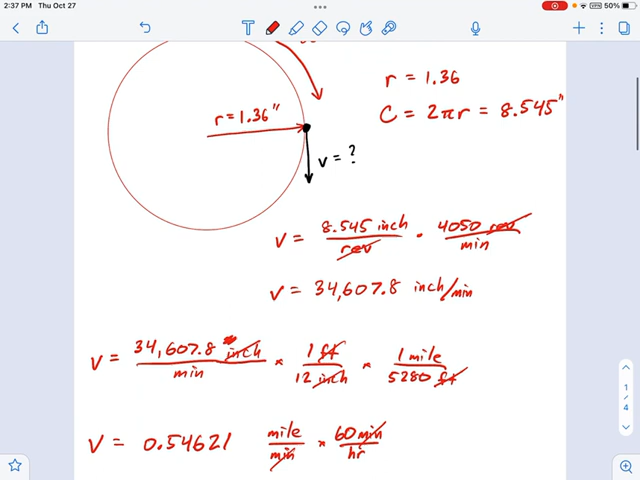 2:37 PM Thu Oct 27
VPN 50%
r = 1.36
r = 1.36"
C = 2πr = 8.545"
v = ?
v = 8.545 inch / rev · 4050 rev / min
v = 34,607.8 inch/min
v = 34,607.8 inch / min × 1 ft / 12 inch × 1 mile / 5280 ft
v = 0.54621 mile / min × 60 min / hr
1 / 4